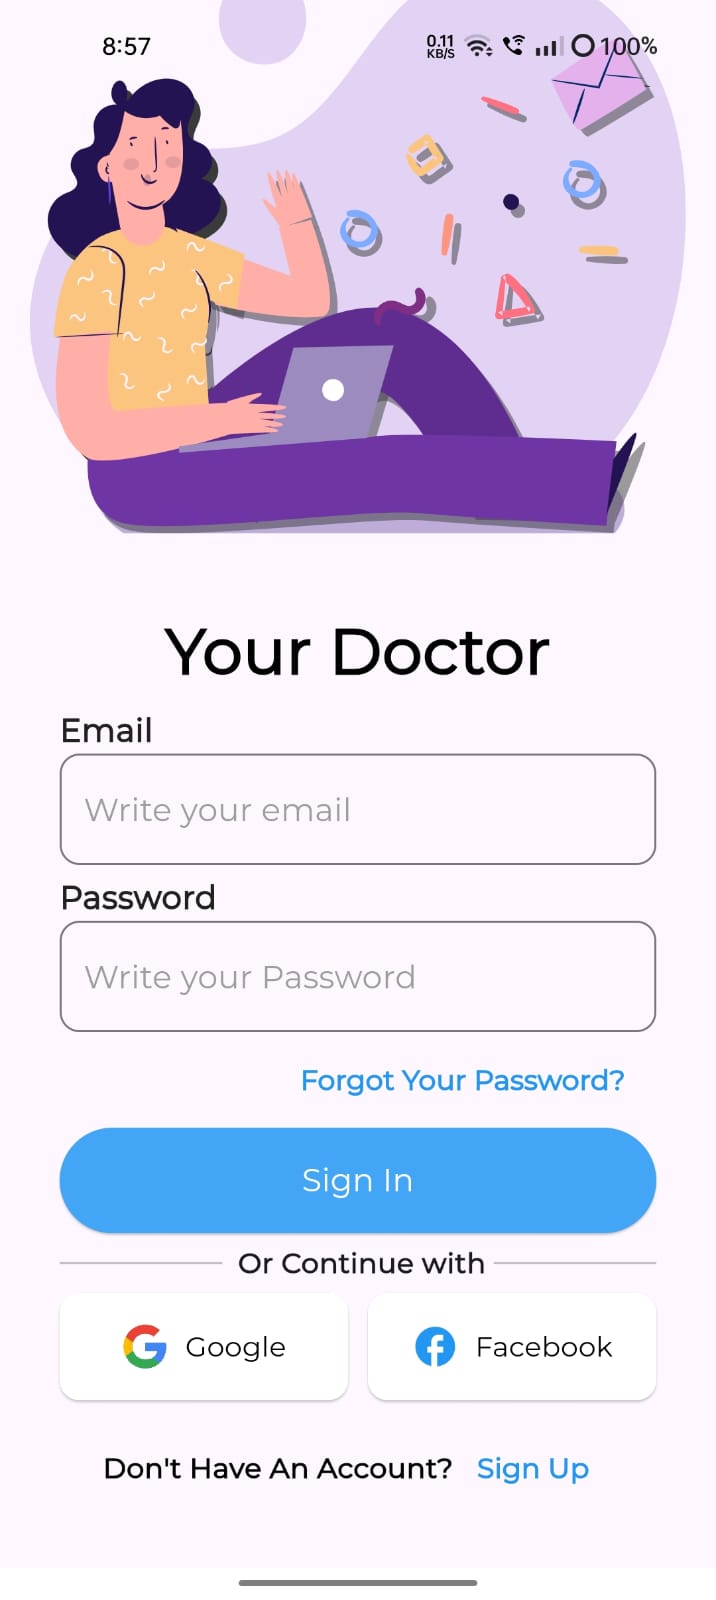 8:57 0.11 KB/S 100%
Your Doctor
Email
Write your email
Password
Write your Password
Forgot Your Password?
Sign In
Or Continue with
Google Facebook
Don't Have An Account? Sign Up